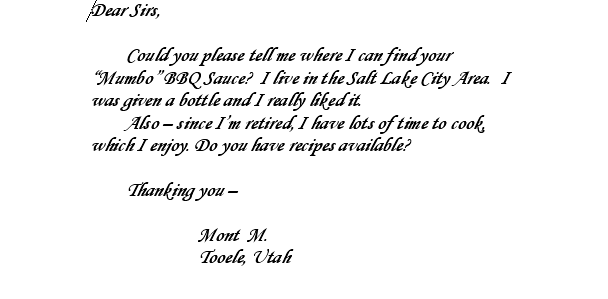 Dear Sirs,
Could you please tell me where I can find your
“Mumbo” BBQ Sauce?  I live in the Salt Lake City Area.  I
was given a bottle and I really liked it.
Also – since I’m retired, I have lots of time to cook,
which I enjoy. Do you have recipes available?
Thanking you –
Mont  M.
Tooele, Utah